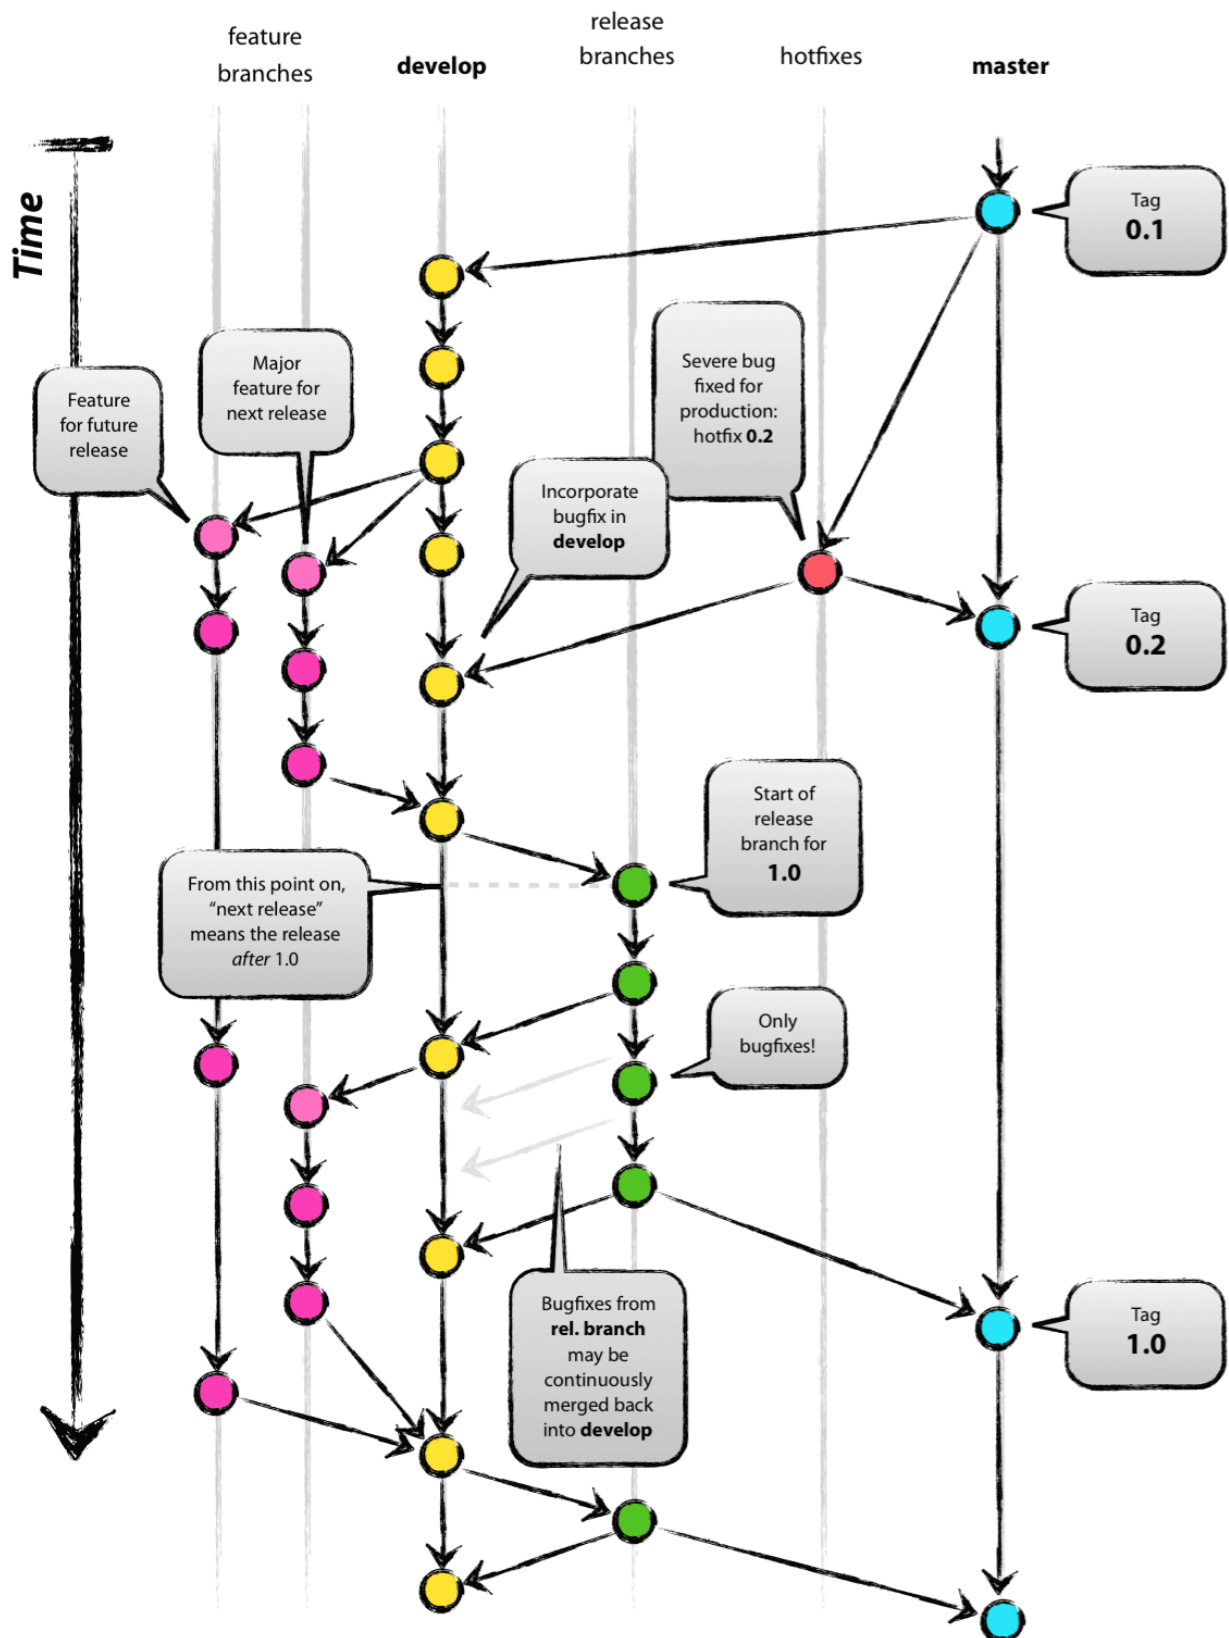 feature
branches
develop
release
branches
hotfixes
master
Time
Tag
0.1
Major
feature for
next release
Feature
for future
release
Severe bug
fixed for
production:
hotfix 0.2
Incorporate
bugfix in
develop
Tag
0.2
Start of
release
branch for
1.0
From this point on,
“next release”
means the release
after 1.0
Only
bugfixes!
Bugfixes from
rel. branch
may be
continuously
merged back
into develop
Tag
1.0